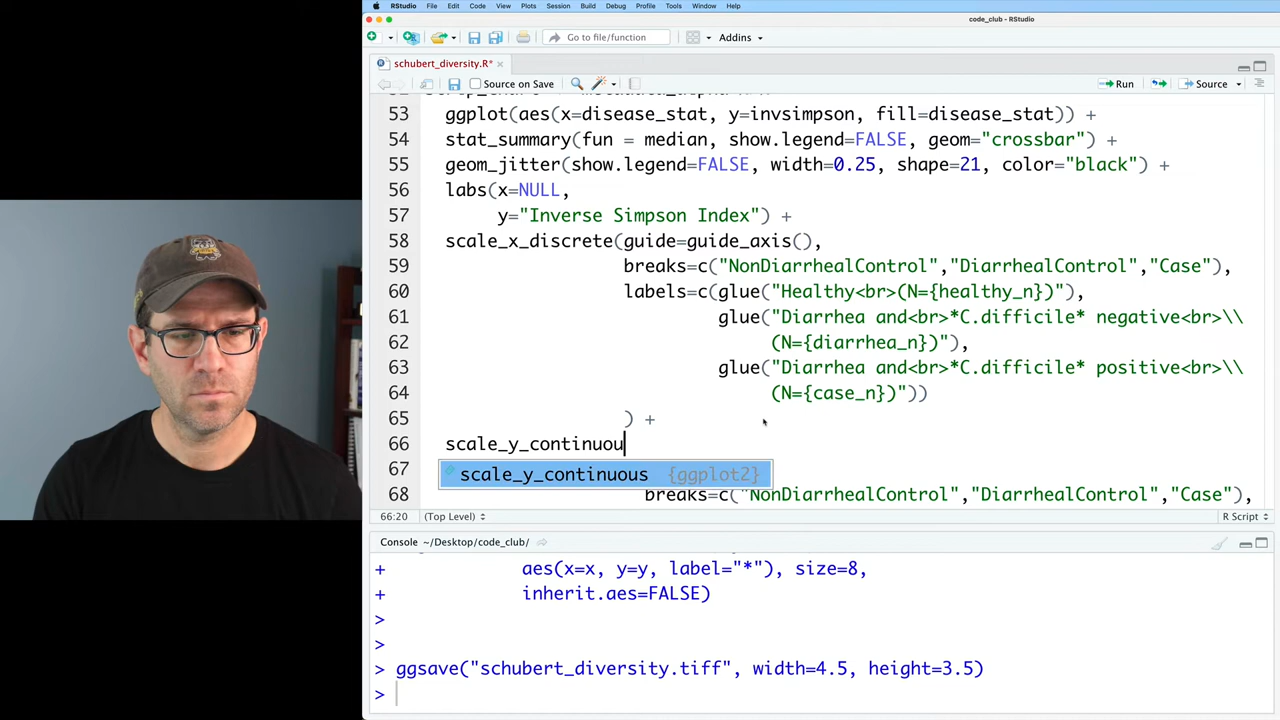 RStudio File Edit Code View Plots Session Build Debug Profile Tools Window Help
code_club - RStudio
Go to file/function Addins
schubert_diversity.R*
Source on Save Run Source
53 ggplot(aes(x=disease_stat, y=invsimpson, fill=disease_stat)) +
54 stat_summary(fun = median, show.legend=FALSE, geom="crossbar") +
55 geom_jitter(show.legend=FALSE, width=0.25, shape=21, color="black") +
56 labs(x=NULL,
57 y="Inverse Simpson Index") +
58 scale_x_discrete(guide=guide_axis(),
59 breaks=c("NonDiarrhealControl","DiarrhealControl","Case"),
60 labels=c(glue("Healthy<br>(N={healthy_n})"),
61 glue("Diarrhea and<br>*C.difficile* negative<br>\\
62 (N={diarrhea_n})"),
63 glue("Diarrhea and<br>*C.difficile* positive<br>\\
64 (N={case_n})"))
65 ) +
66 scale_y_continuou
67 scale_y_continuous {ggplot2}
68 breaks=c("NonDiarrhealControl","DiarrhealControl","Case"),
66:20 (Top Level) R Script
Console ~/Desktop/code_club/
+ aes(x=x, y=y, label="*"), size=8,
+ inherit.aes=FALSE)
>
>
> ggsave("schubert_diversity.tiff", width=4.5, height=3.5)
>